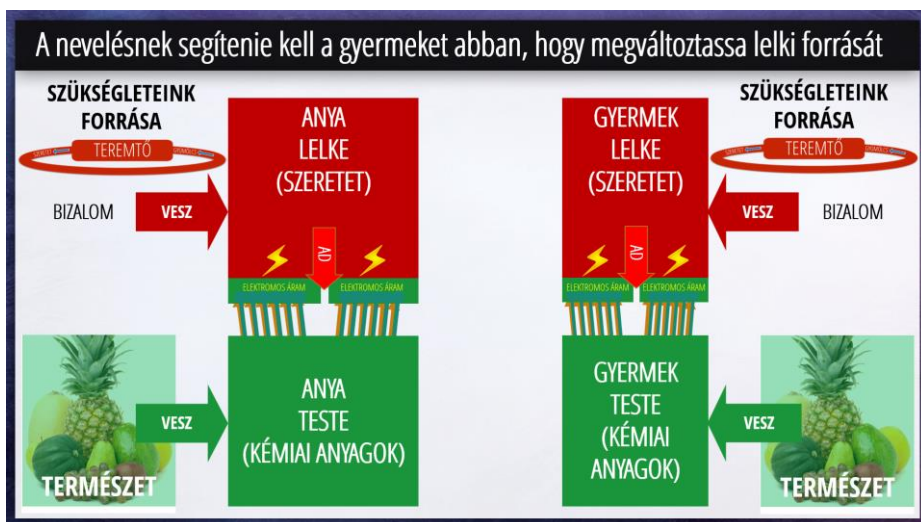 A nevelésnek segítenie kell a gyermeket abban, hogy megváltoztassa lelki forrását
SZÜKSÉGLETEINK
FORRÁSA
SZERETET
TEREMTŐ
BIZALOM
VESZ
ANYA
LELKE
(SZERETET)
AD
ELEKTROMOS ÁRAM
ELEKTROMOS ÁRAM
VESZ
TERMÉSZET
ANYA
TESTE
(KÉMIAI ANYAGOK)
GYERMEK
LELKE
(SZERETET)
AD
ELEKTROMOS ÁRAM
ELEKTROMOS ÁRAM
GYERMEK
TESTE
(KÉMIAI
ANYAGOK)
SZÜKSÉGLETEINK
FORRÁSA
SZERETET
TEREMTŐ
VESZ
BIZALOM
VESZ
TERMÉSZET